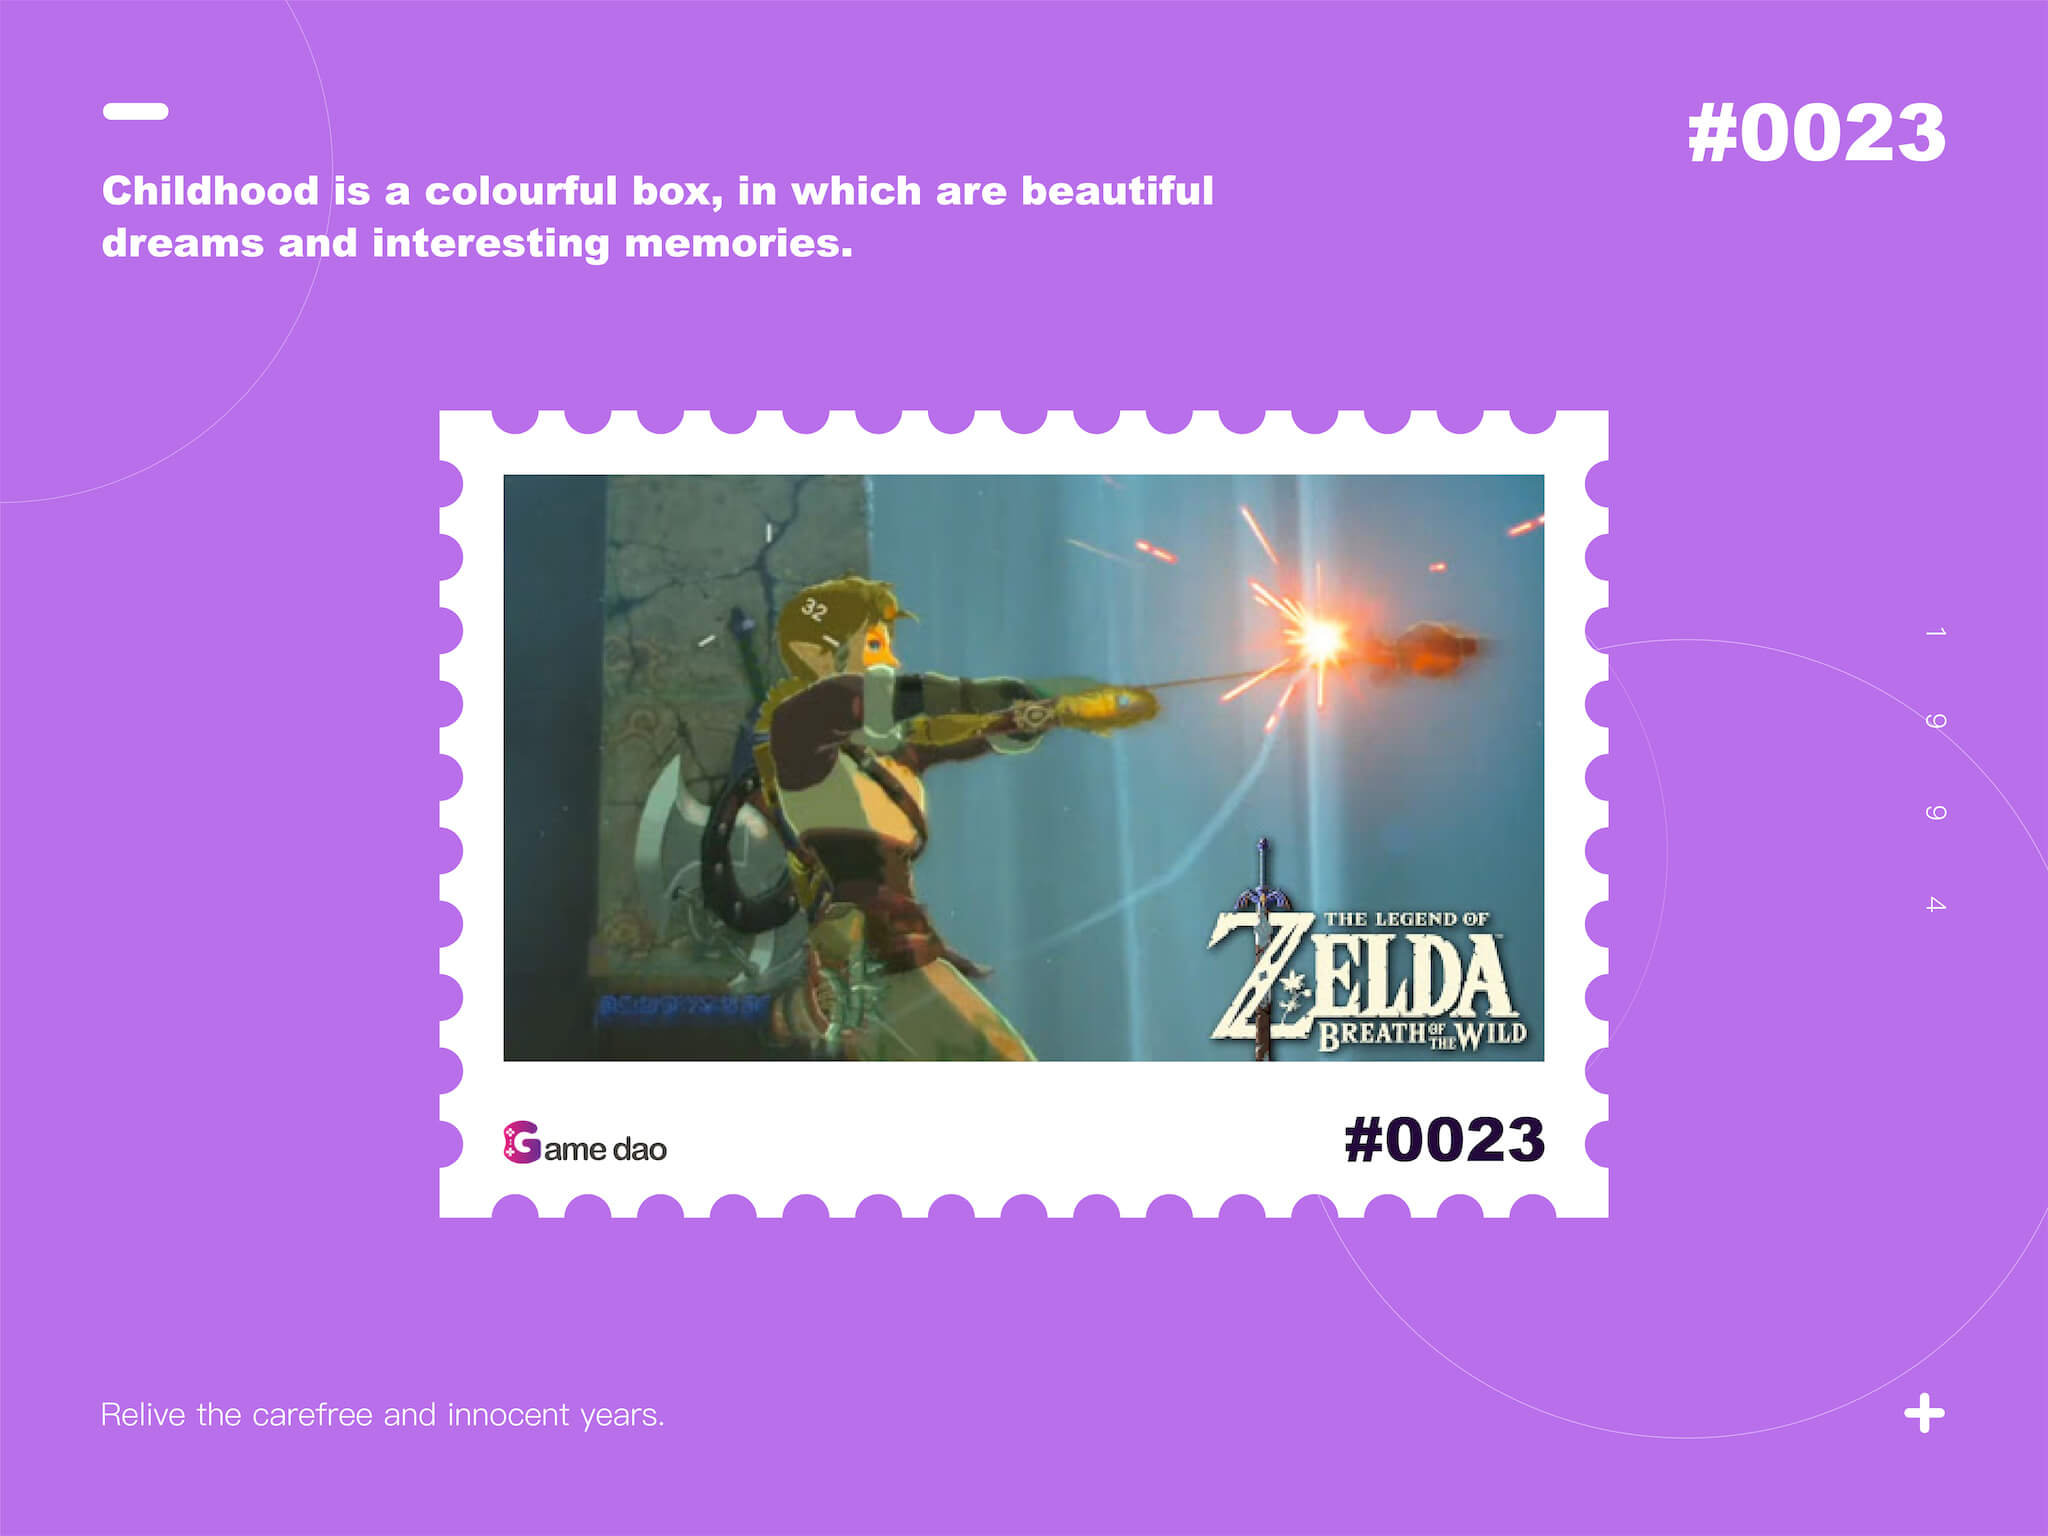 #0023
Childhood is a colourful box, in which are beautiful
dreams and interesting memories.
32
THE LEGEND OF
ZELDA
BREATH OF THE WILD
Game dao
#0023
1
9
9
4
Relive the carefree and innocent years.